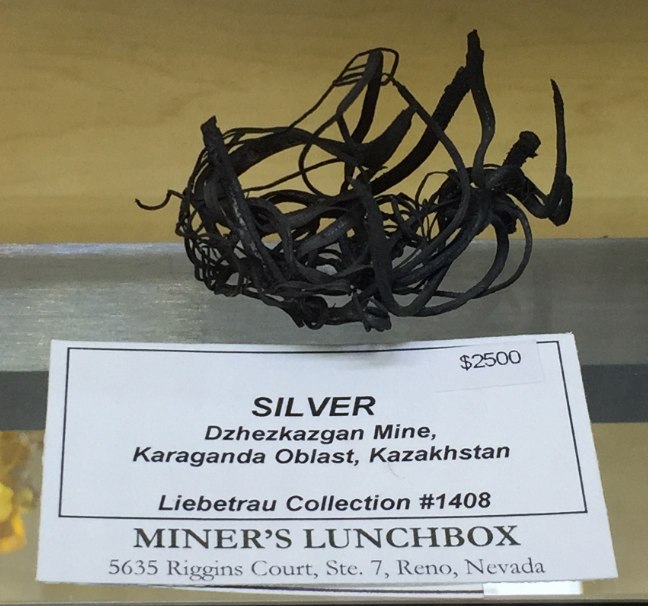 $2500
SILVER
Dzhezkazgan Mine,
Karaganda Oblast, Kazakhstan
Liebetrau Collection #1408
MINER'S LUNCHBOX
5635 Riggins Court, Ste. 7, Reno, Nevada